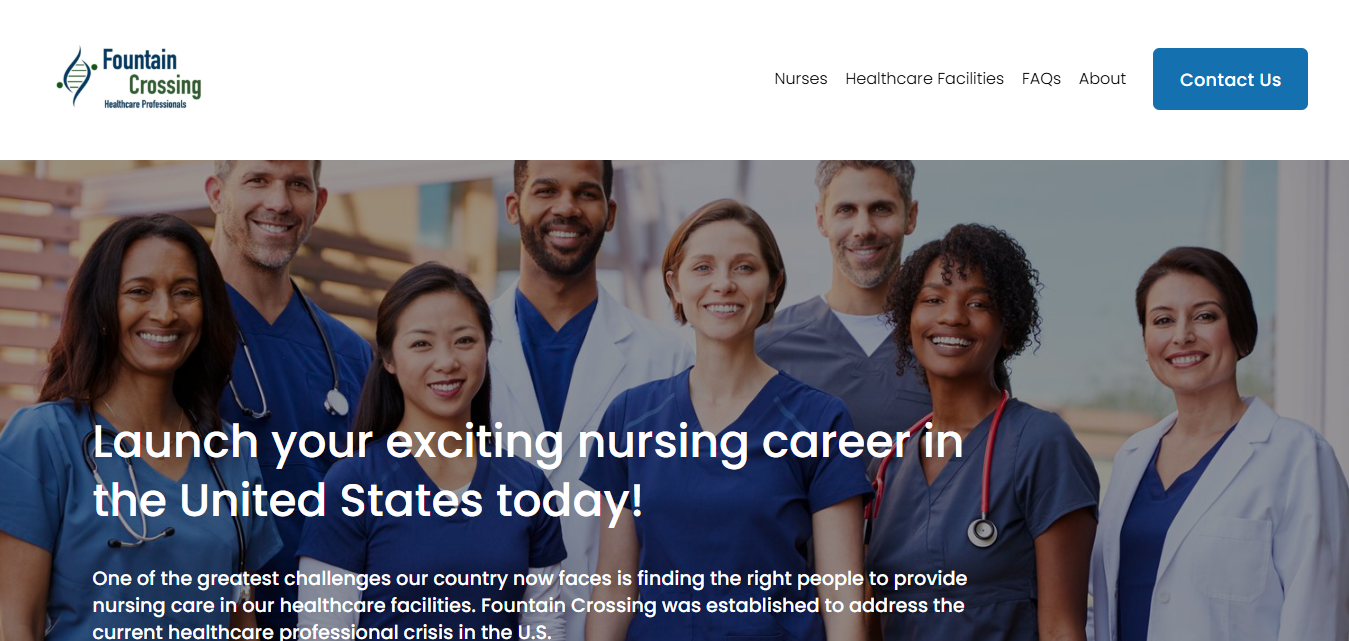 Fountain
Crossing
Healthcare Professionals
Nurses Healthcare Facilities FAQs About Contact Us
Launch your exciting nursing career in
the United States today!
One of the greatest challenges our country now faces is finding the right people to provide
nursing care in our healthcare facilities. Fountain Crossing was established to address the
current healthcare professional crisis in the U.S.